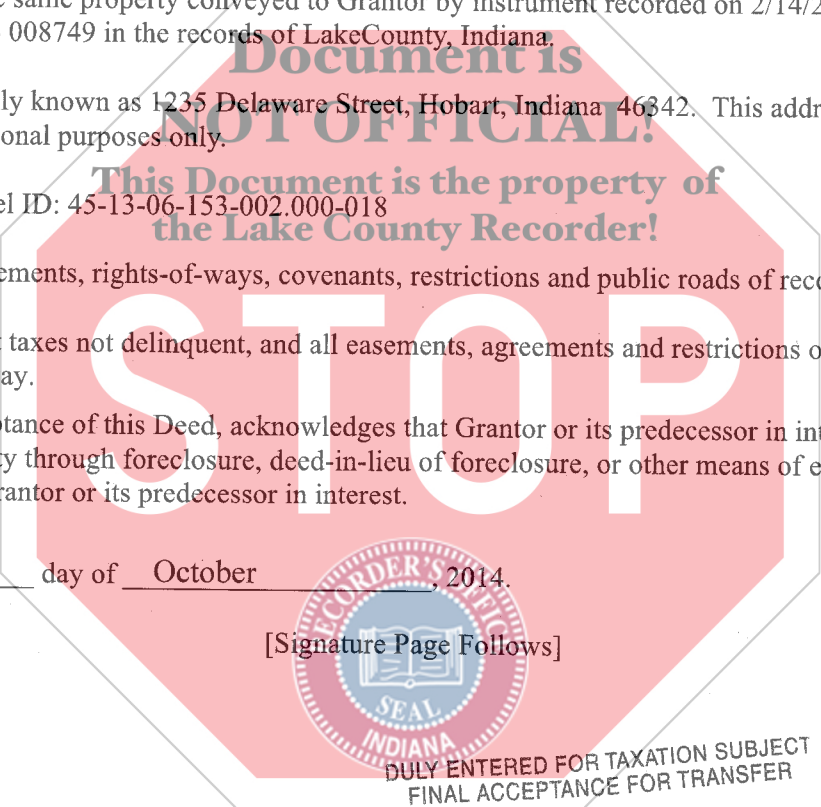 same property conveyed to Grantor by instrument recorded on 2/14/2
008749 in the records of LakeCounty, Indiana.
Document is
ly known as 1235 Delaware Street, Hobart, Indiana 46342. This addr
NOT OFFICIAL!
onal purposes only.
This Document is the property of
el ID: 45-13-06-153-002.000-018
the Lake County Recorder!
ements, rights-of-ways, covenants, restrictions and public roads of reco
STOP
t taxes not delinquent, and all easements, agreements and restrictions o
ay.
otance of this Deed, acknowledges that Grantor or its predecessor in int
y through foreclosure, deed-in-lieu of foreclosure, or other means of e
rantor or its predecessor in interest.
day of October, 2014.
RECORDER'S OFFICE
[Signature Page Follows]
SEAL
INDIANA
DULY ENTERED FOR TAXATION SUBJECT
FINAL ACCEPTANCE FOR TRANSFER